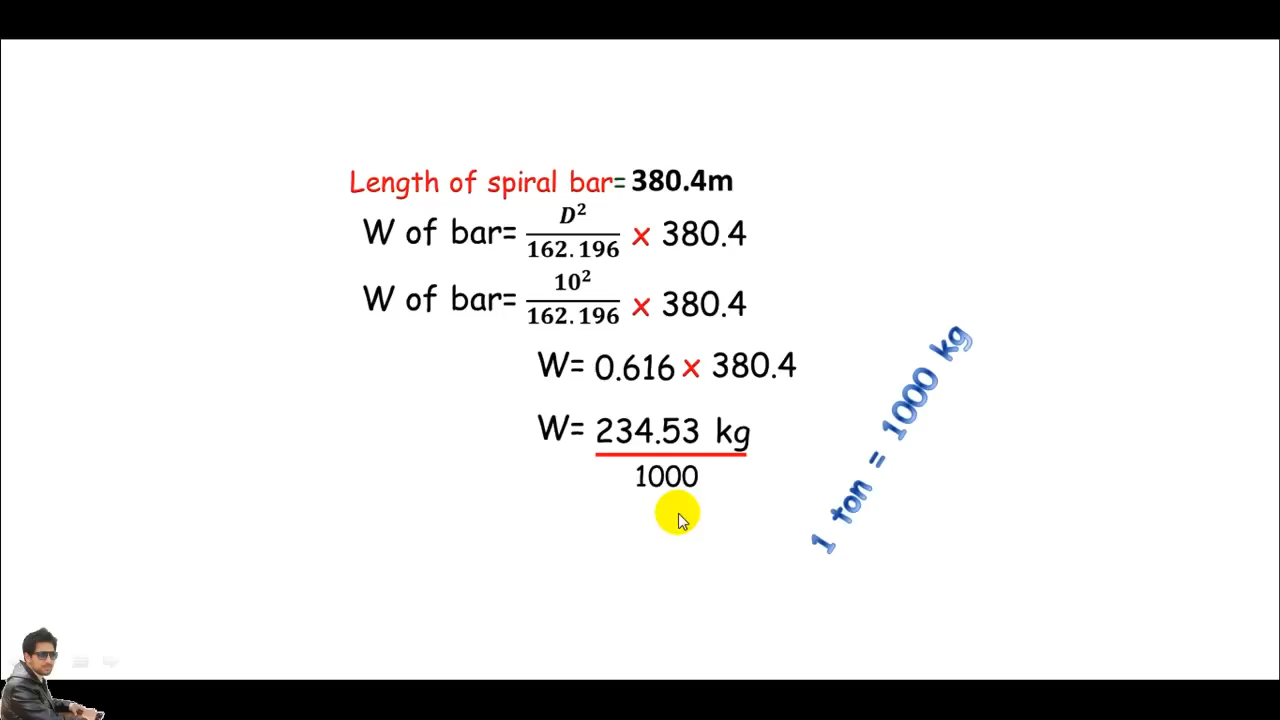 Length of spiral bar= 380.4m
W of bar= D²/162.196 x 380.4
W of bar= 10²/162.196 x 380.4
W= 0.616 x 380.4
W= 234.53 kg
1000
1 ton = 1000 kg